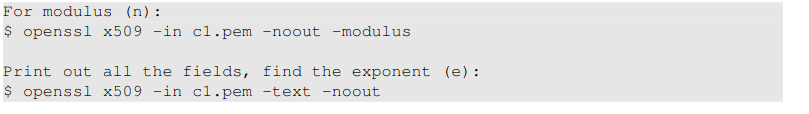 For modulus (n):
$ openssl x509 -in c1.pem -noout -modulus
Print out all the fields, find the exponent (e):
$ openssl x509 -in c1.pem -text -noout